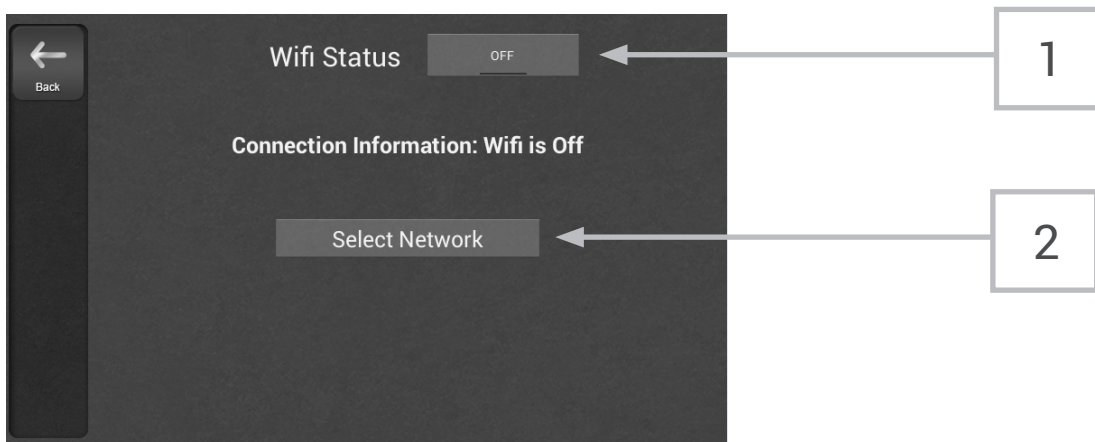 Wifi Status OFF
1
Back
Connection Information: Wifi is Off
Select Network
2